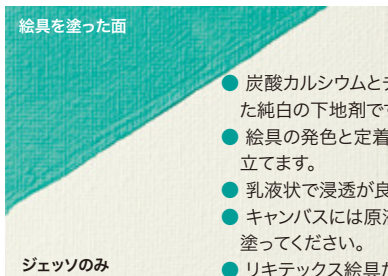 絵具を塗った面
● 炭酸カルシウムと
た純白の下地剤で
● 絵具の発色と定着
立てます。
● 乳液状で浸透が良
● キャンバスには原液
塗ってください。
● リキテックス絵具
ジェッソのみ